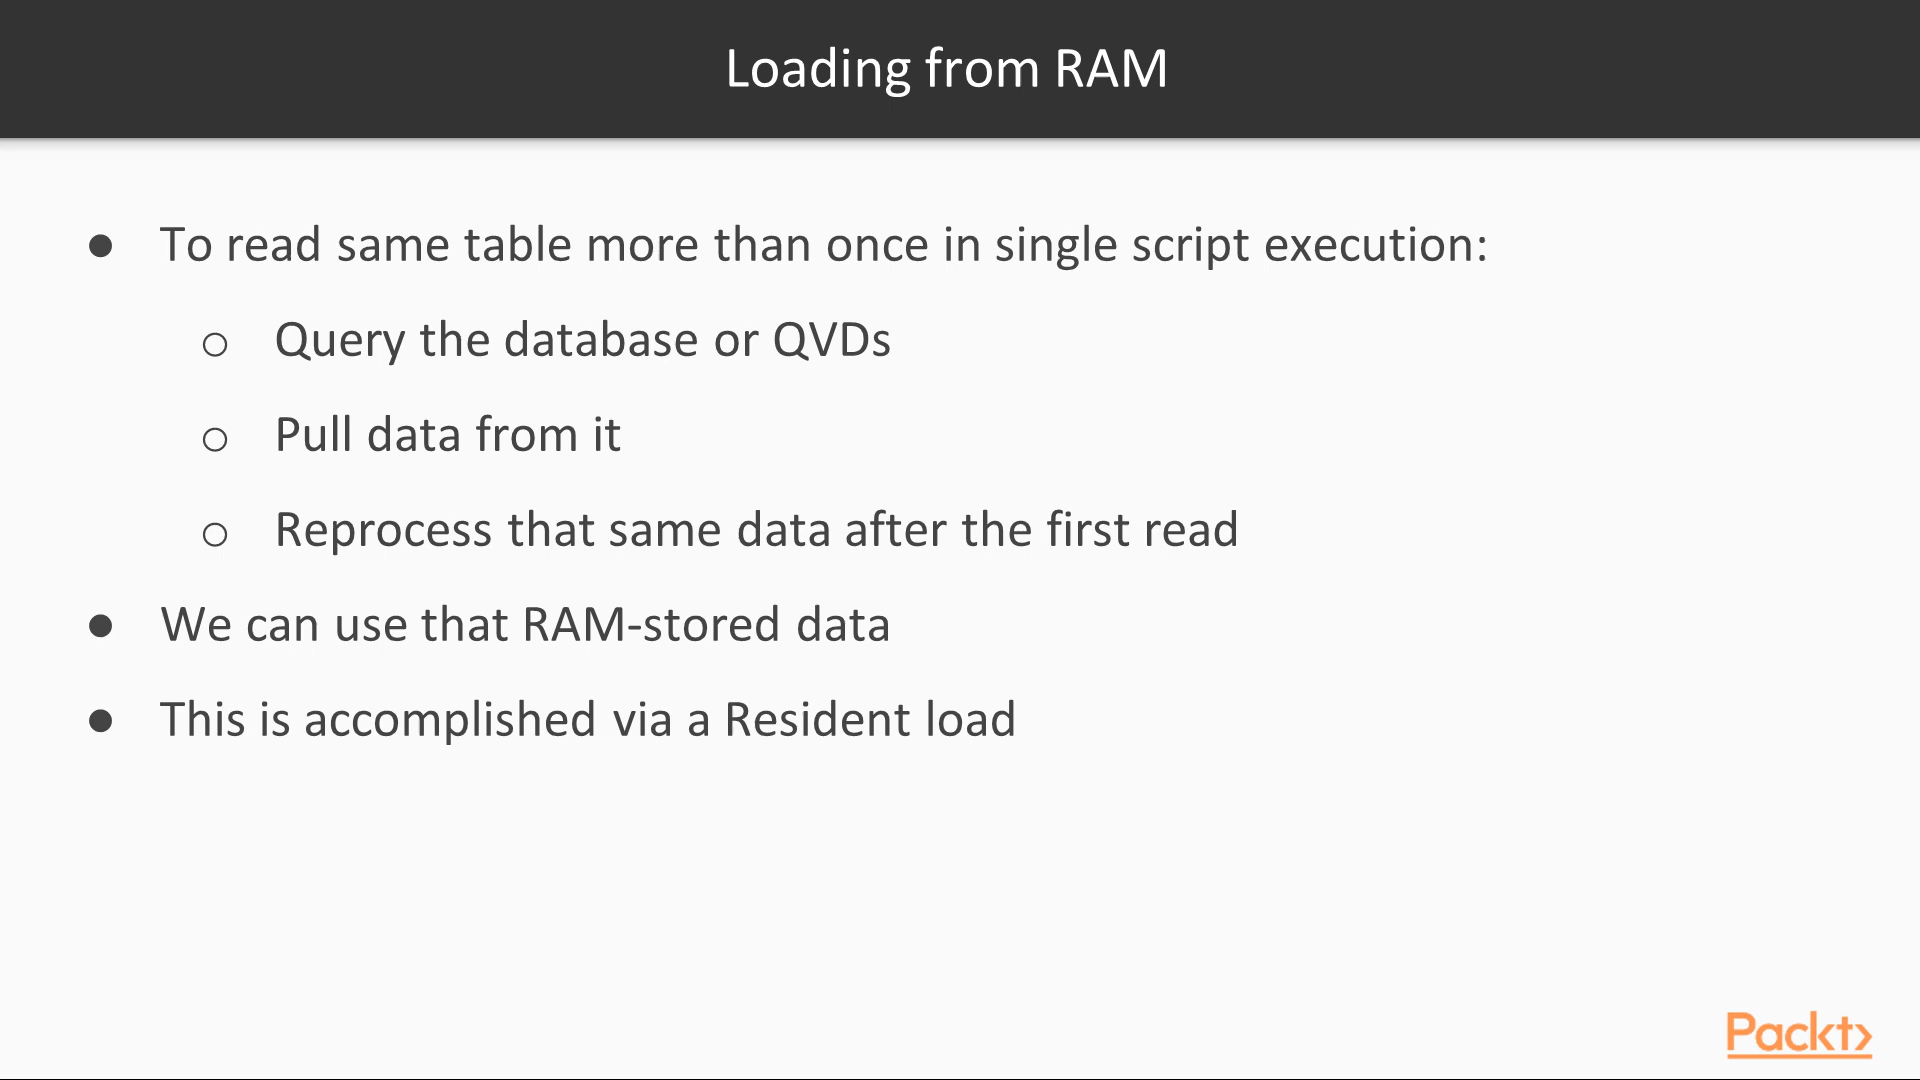 Loading from RAM
● To read same table more than once in single script execution:
○ Query the database or QVDs
○ Pull data from it
○ Reprocess that same data after the first read
● We can use that RAM-stored data
● This is accomplished via a Resident load
Packt>